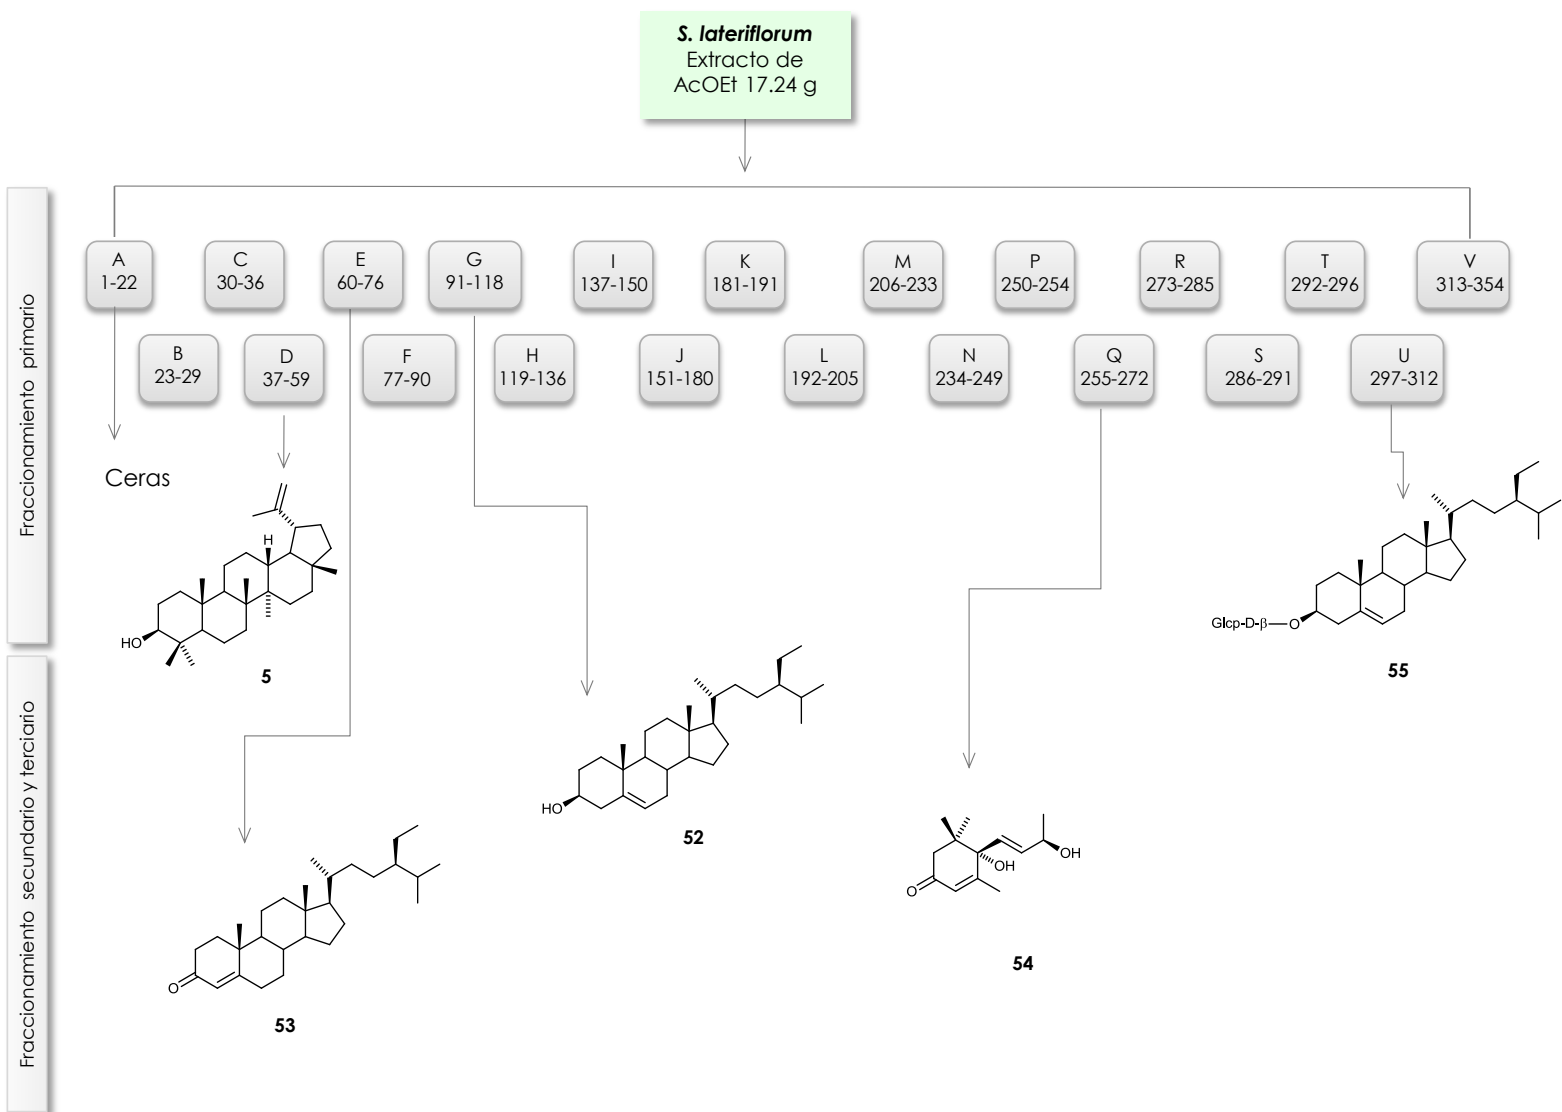 S. lateriflorum
Extracto de
AcOEt 17.24 g
Fraccionamiento primario
A
1-22
C
30-36
E
60-76
G
91-118
I
137-150
K
181-191
M
206-233
P
250-254
R
273-285
T
292-296
V
313-354
B
23-29
D
37-59
F
77-90
H
119-136
J
151-180
L
192-205
N
234-249
Q
255-272
S
286-291
U
297-312
Ceras
H
HO
5
Glcp-D-β—O
55
HO
52
OH
OH
O
54
Fraccionamiento secundario y terciario
O
53